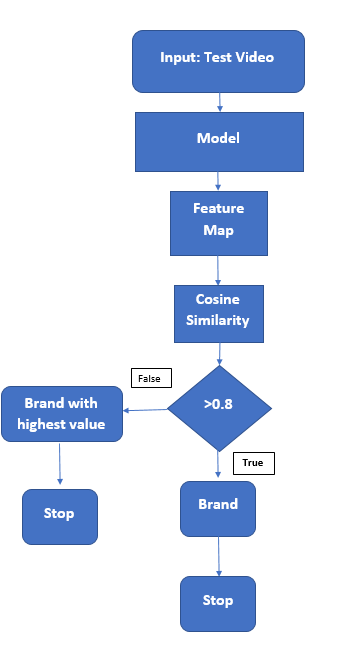 Input: Test Video
Model
Feature
Map
Cosine
Similarity
>0.8
False
Brand with
highest value
True
Brand
Stop
Stop